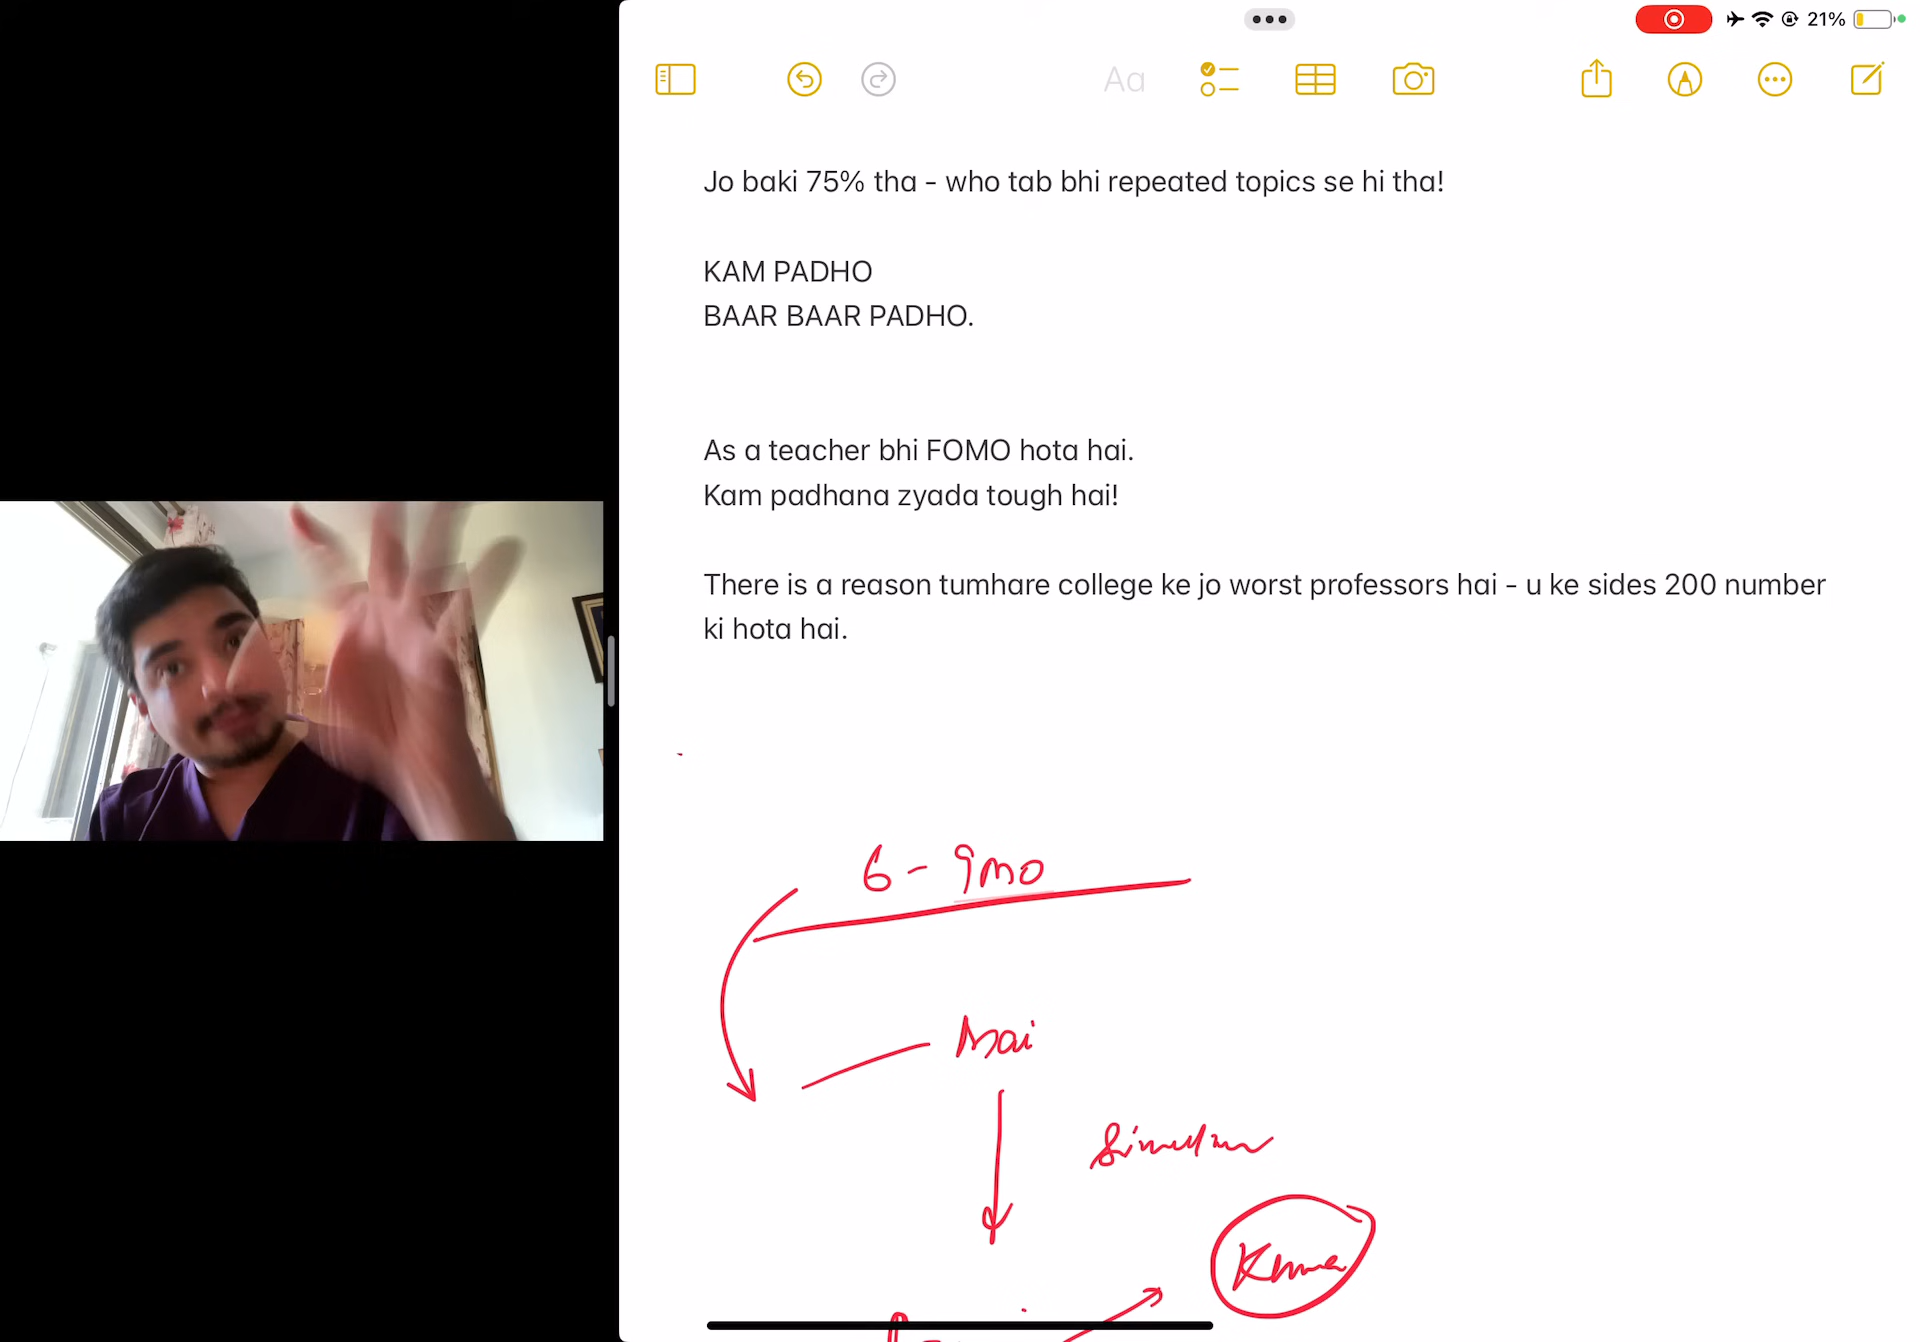 21%
Aa
Jo baki 75% tha - who tab bhi repeated topics se hi tha!
KAM PADHO
BAAR BAAR PADHO.
As a teacher bhi FOMO hota hai.
Kam padhana zyada tough hai!
There is a reason tumhare college ke jo worst professors hai - u ke sides 200 number
ki hota hai.
6 - 9mo